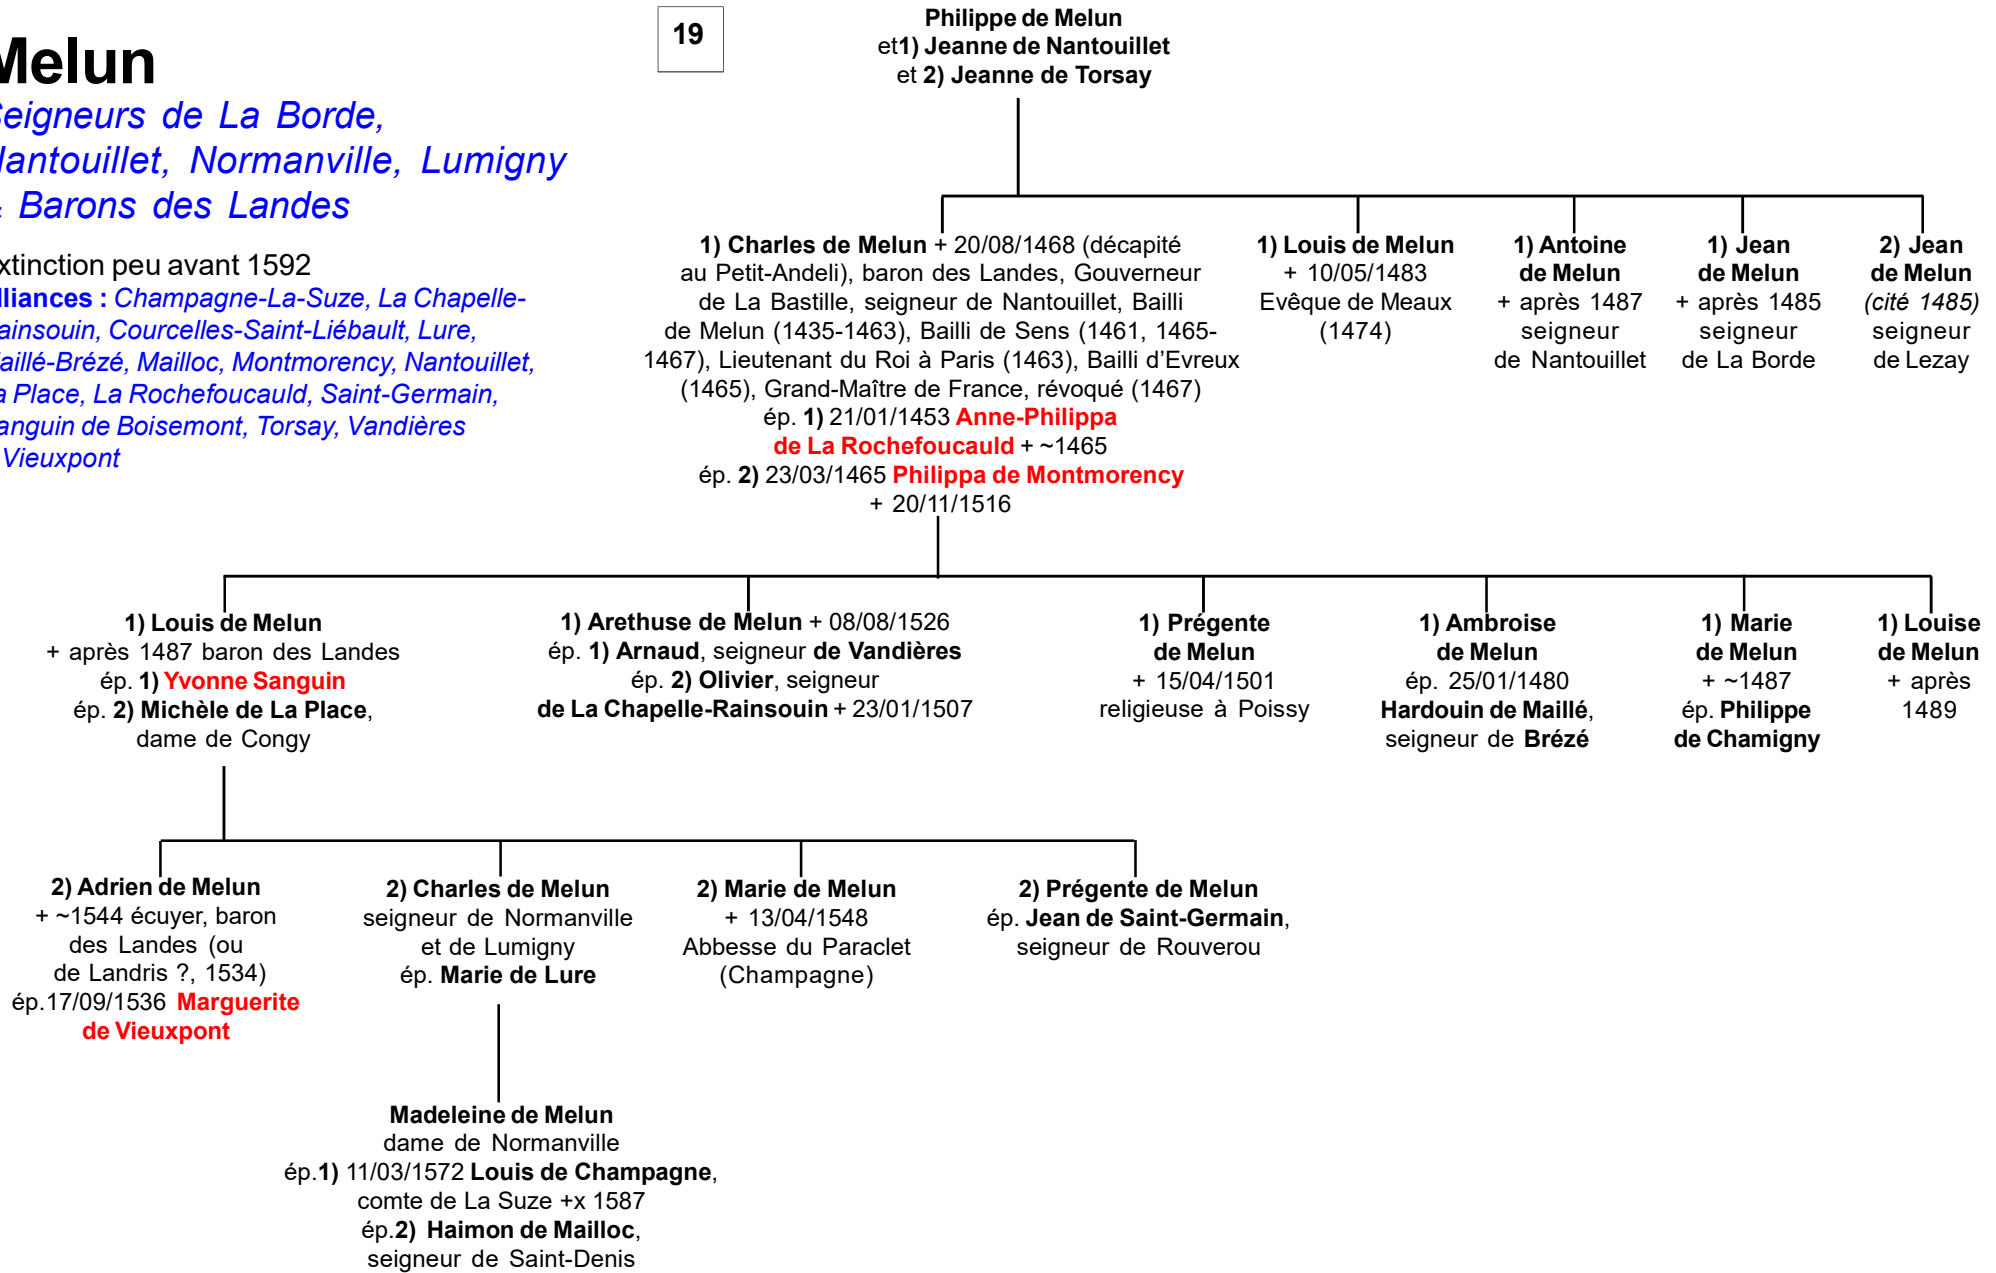 Melun
Seigneurs de La Borde,
Nantouillet, Normanville, Lumigny
& Barons des Landes
extinction peu avant 1592
lliances : Champagne-La-Suze, La Chapelle-
ainsouin, Courcelles-Saint-Liébault, Lure,
aillé-Brézé, Mailloc, Montmorency, Nantouillet,
a Place, La Rochefoucauld, Saint-Germain,
anguin de Boisemont, Torsay, Vandières
Vieuxpont
19
Philippe de Melun
et1) Jeanne de Nantouillet
et 2) Jeanne de Torsay
1) Charles de Melun + 20/08/1468 (décapité
au Petit-Andeli), baron des Landes, Gouverneur
de La Bastille, seigneur de Nantouillet, Bailli
de Melun (1435-1463), Bailli de Sens (1461, 1465-
1467), Lieutenant du Roi à Paris (1463), Bailli d'Evreux
(1465), Grand-Maître de France, révoqué (1467)
ép. 1) 21/01/1453 Anne-Philippa
de La Rochefoucauld + ~1465
ép. 2) 23/03/1465 Philippa de Montmorency
+ 20/11/1516
1) Louis de Melun
+ 10/05/1483
Evêque de Meaux
(1474)
1) Antoine
de Melun
+ après 1487
seigneur
de Nantouillet
1) Jean
de Melun
+ après 1485
seigneur
de La Borde
2) Jean
de Melun
(cité 1485)
seigneur
de Lezay
1) Louis de Melun
+ après 1487 baron des Landes
ép. 1) Yvonne Sanguin
ép. 2) Michèle de La Place,
dame de Congy
1) Arethuse de Melun + 08/08/1526
ép. 1) Arnaud, seigneur de Vandières
ép. 2) Olivier, seigneur
de La Chapelle-Rainsouin + 23/01/1507
1) Prégente
de Melun
+ 15/04/1501
religieuse à Poissy
1) Ambroise
de Melun
ép. 25/01/1480
Hardouin de Maillé,
seigneur de Brézé
1) Marie
de Melun
+ ~1487
ép. Philippe
de Chamigny
1) Louise
de Melun
+ après
1489
2) Adrien de Melun
+ ~1544 écuyer, baron
des Landes (ou
de Landris ?, 1534)
ép.17/09/1536 Marguerite
de Vieuxpont
2) Charles de Melun
seigneur de Normanville
et de Lumigny
ép. Marie de Lure
2) Marie de Melun
+ 13/04/1548
Abbesse du Paraclet
(Champagne)
2) Prégente de Melun
ép. Jean de Saint-Germain,
seigneur de Rouverou
Madeleine de Melun
dame de Normanville
ép.1) 11/03/1572 Louis de Champagne,
comte de La Suze +x 1587
ép.2) Haimon de Mailloc,
seigneur de Saint-Denis